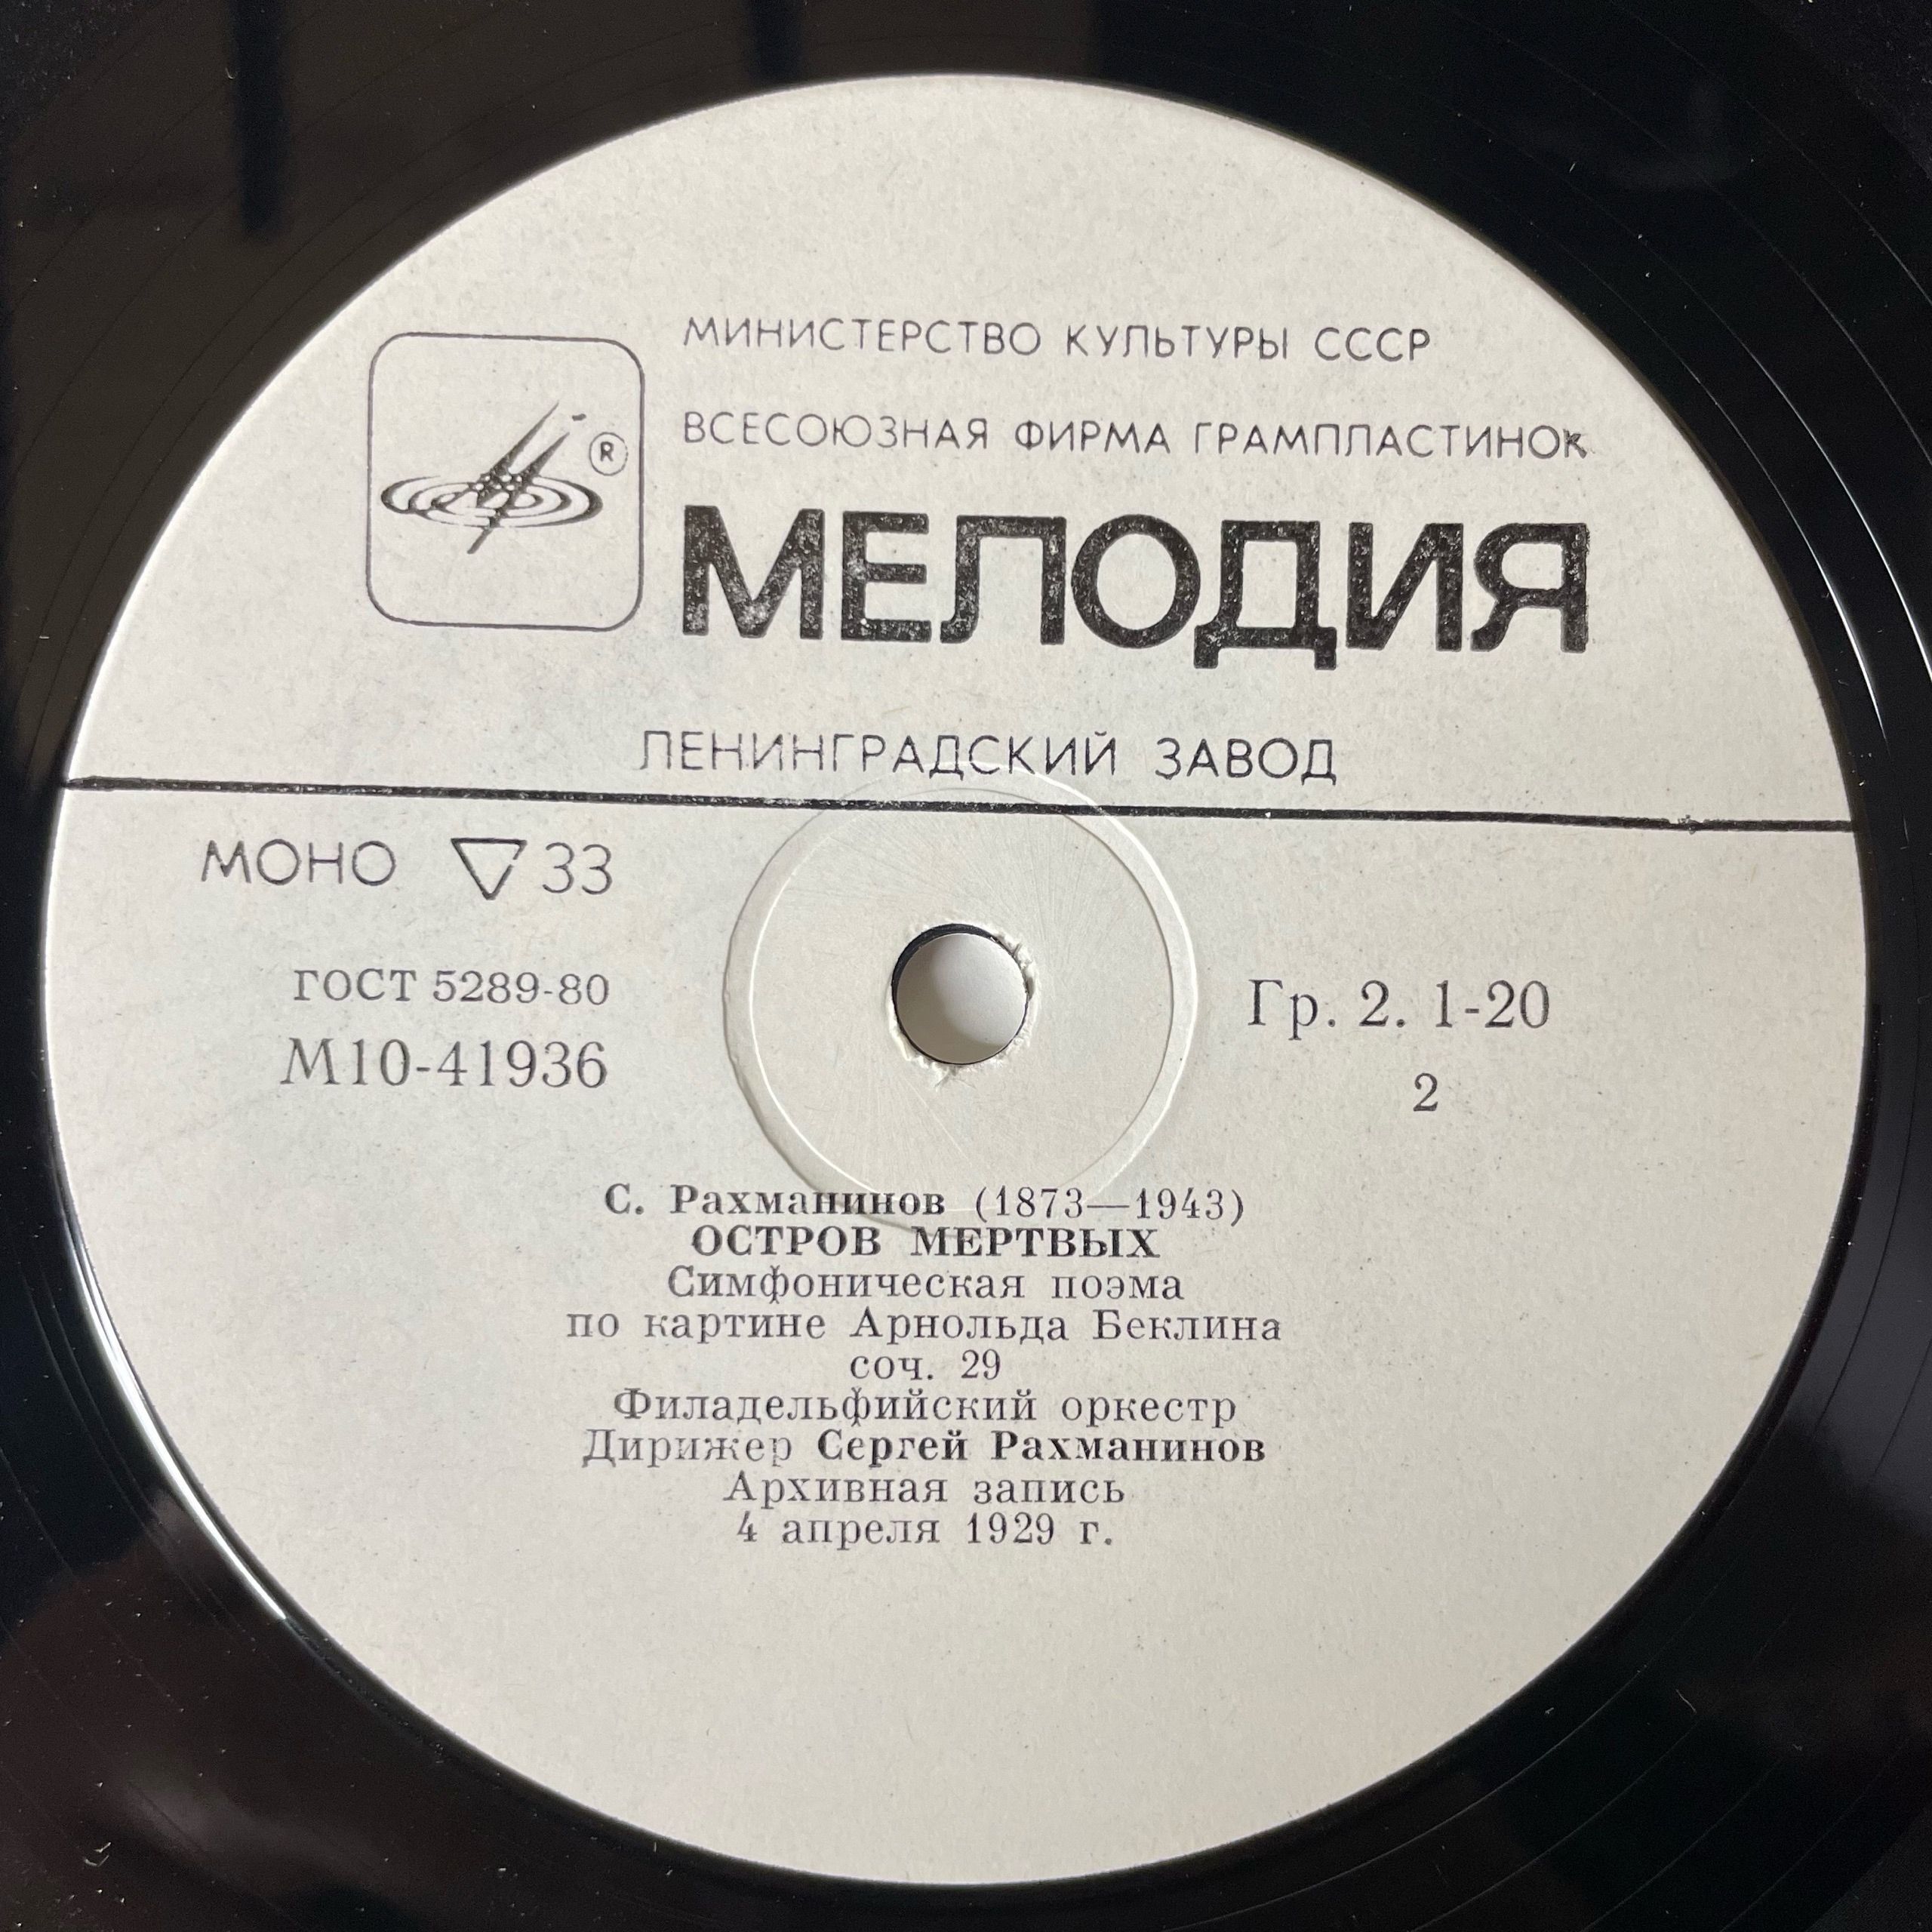 МИНИСТЕРСТВО КУЛЬТУРЫ СССР
ВСЕСОЮЗНАЯ ФИРМА ГРАМПЛАСТИНОК
®
МЕЛОДИЯ
ЛЕНИНГРАДСКИЙ ЗАВОД
МОНО ▽ 33
ГОСТ 5289-80
М10-41936
Гр. 2. 1-20
2
С. Рахманинов (1873—1943)
ОСТРОВ МЕРТВЫХ
Симфоническая поэма
по картине Арнольда Беклина
соч. 29
Филадельфийский оркестр
Дирижер Сергей Рахманинов
Архивная запись
4 апреля 1929 г.